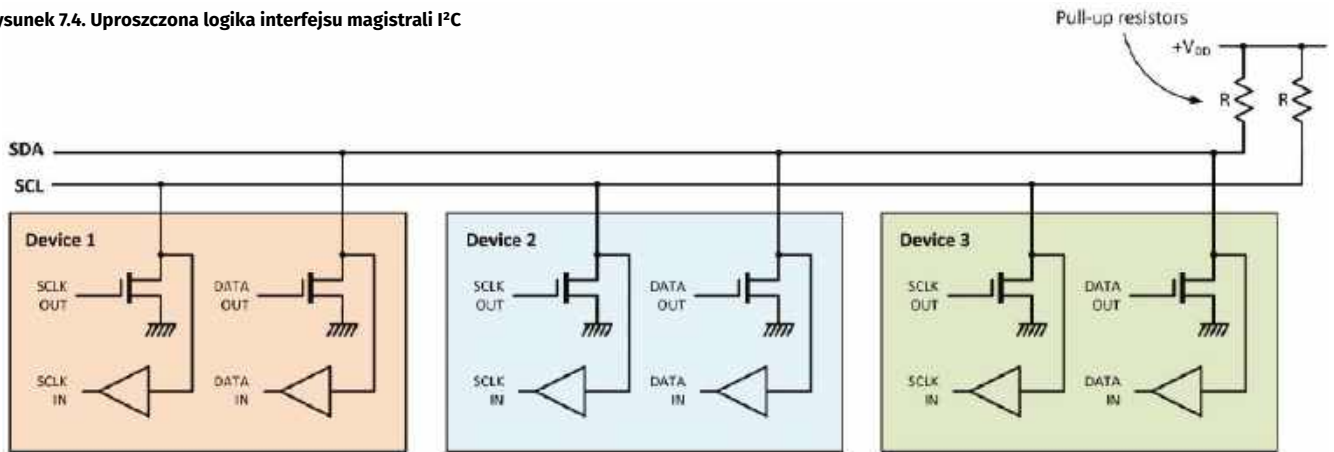 ysunek 7.4. Uproszczona logika interfejsu magistrali I²C
Pull-up resistors
+V_DD
R
R
SDA
SCL
Device 1
SCLK
OUT
DATA
OUT
SCLK
IN
DATA
IN
Device 2
SCLK
OUT
DATA
OUT
SCLK
IN
DATA
IN
Device 3
SCLK
OUT
DATA
OUT
SCLK
IN
DATA
IN